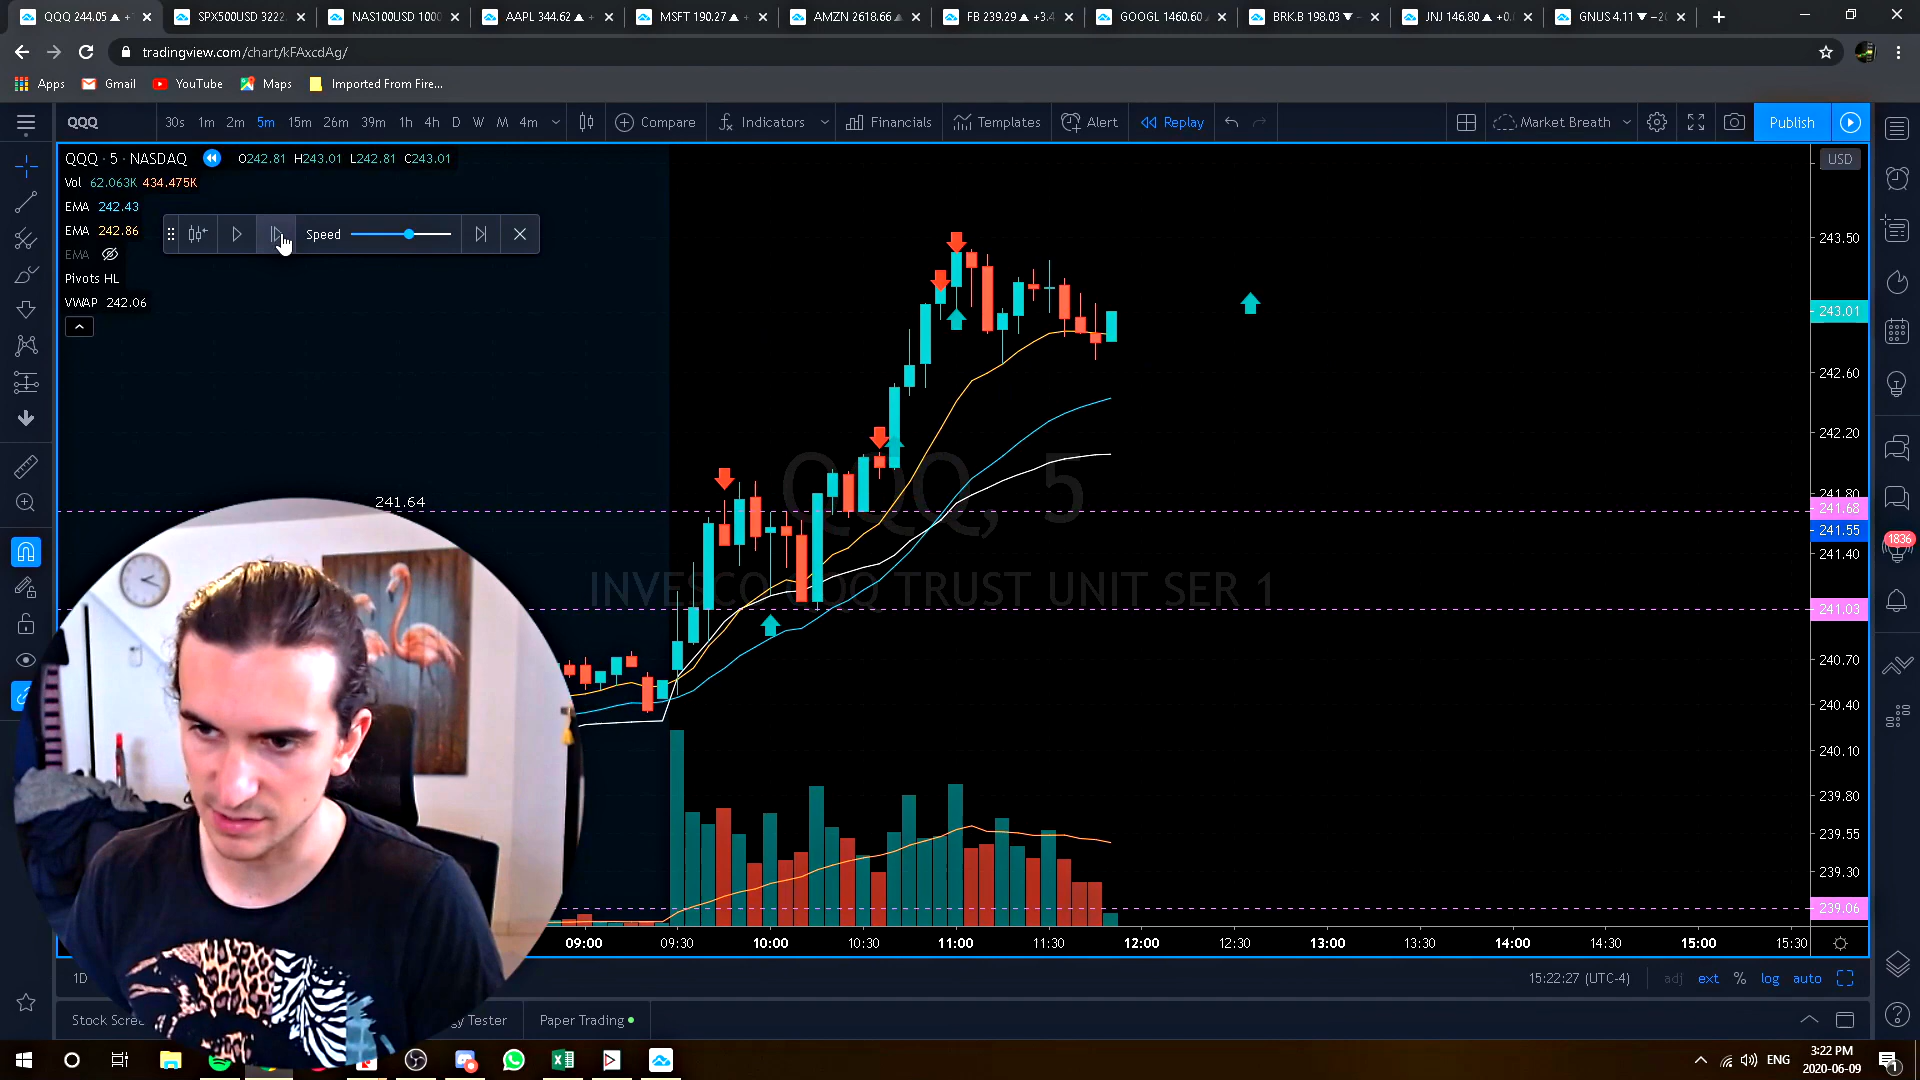 QQQ 244.05 ▲ +
SPX500USD 3222
NAS100USD 1000
AAPL 344.62 ▲ +
MSFT 190.27 ▲ +
AMZN 2618.66 ▲
FB 239.29 ▲ +3.4
GOOGL 1460.60
BRK.B 198.03 ▼ −
JNJ 146.80 ▲ +0.
GNUS 4.11 ▼ −2
tradingview.com/chart/kFAxcdAg/
Apps
Gmail
YouTube
Maps
Imported From Fire...
QQQ
30s 1m 2m 5m 15m 26m 39m 1h 4h D W M 4m
Compare
Indicators
Financials
Templates
Alert
Replay
Market Breath
Publish
QQQ · 5 · NASDAQ
O242.81 H243.01 L242.81 C243.01
USD
Vol 62.063K 434.475K
EMA 242.43
EMA 242.86
EMA
Speed
Pivots HL
VWAP 242.06
243.50
243.01
242.60
242.20
241.80
241.68
241.55
241.40
241.03
240.70
240.40
240.10
239.80
239.55
239.30
239.06
241.64
QQQ, 5
INVESCO QQQ TRUST UNIT SER 1
1836
09:00 09:30 10:00 10:30 11:00 11:30 12:00 12:30 13:00 13:30 14:00 14:30 15:00 15:30
1D
15:22:27 (UTC-4)
adj ext % log auto
Stock Scre
gy Tester
Paper Trading
ENG
3:22 PM
2020-06-09
1